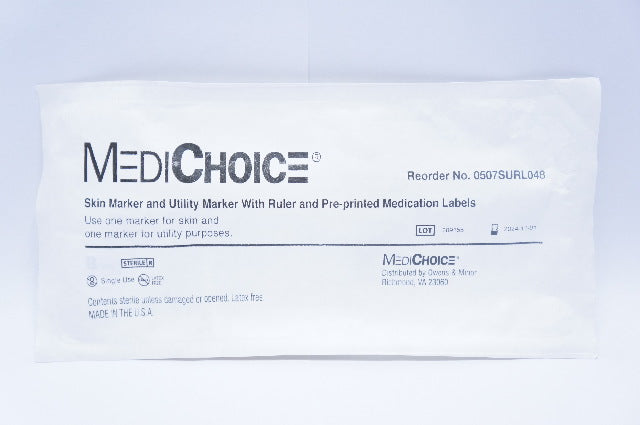 MEDICHOICE®
Reorder No. 0507SURL048
Skin Marker and Utility Marker With Ruler and Pre-printed Medication Labels
Use one marker for skin and
one marker for utility purposes.
LOT
STERILE R
Single Use LATEX FREE
Contents sterile unless damaged or opened. Latox free.
MADE IN THE U.S.A.
MEDICHOICE®
Distributed by Owens & Minor
Richmond, VA 23060